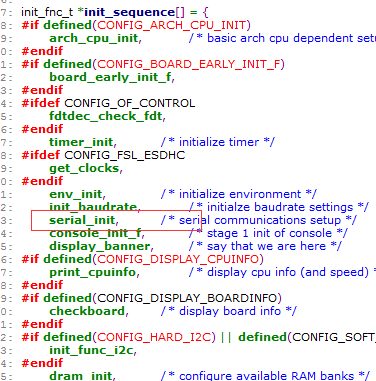 7: init_fnc_t *init_sequence[] = {
8: #if defined(CONFIG_ARCH_CPU_INIT)
9: arch_cpu_init, /* basic arch cpu dependent setu
0: #endif
1: #if defined(CONFIG_BOARD_EARLY_INIT_F)
2: board_early_init_f,
3: #endif
4: #ifdef CONFIG_OF_CONTROL
5: fdtdec_check_fdt,
6: #endif
7: timer_init, /* initialize timer */
8: #ifdef CONFIG_FSL_ESDHC
9: get_clocks,
0: #endif
1: env_init, /* initialize environment */
2: init_baudrate, /* initialze baudrate settings */
3: serial_init, /* serial communications setup */
4: console_init_f, /* stage 1 init of console */
5: display_banner, /* say that we are here */
6: #if defined(CONFIG_DISPLAY_CPUINFO)
7: print_cpuinfo, /* display cpu info (and speed) *
8: #endif
9: #if defined(CONFIG_DISPLAY_BOARDINFO)
0: checkboard, /* display board info */
1: #endif
2: #if defined(CONFIG_HARD_I2C) || defined(CONFIG_SOFT_
3: init_func_i2c,
4: #endif
5: dram_init, /* configure available RAM banks */